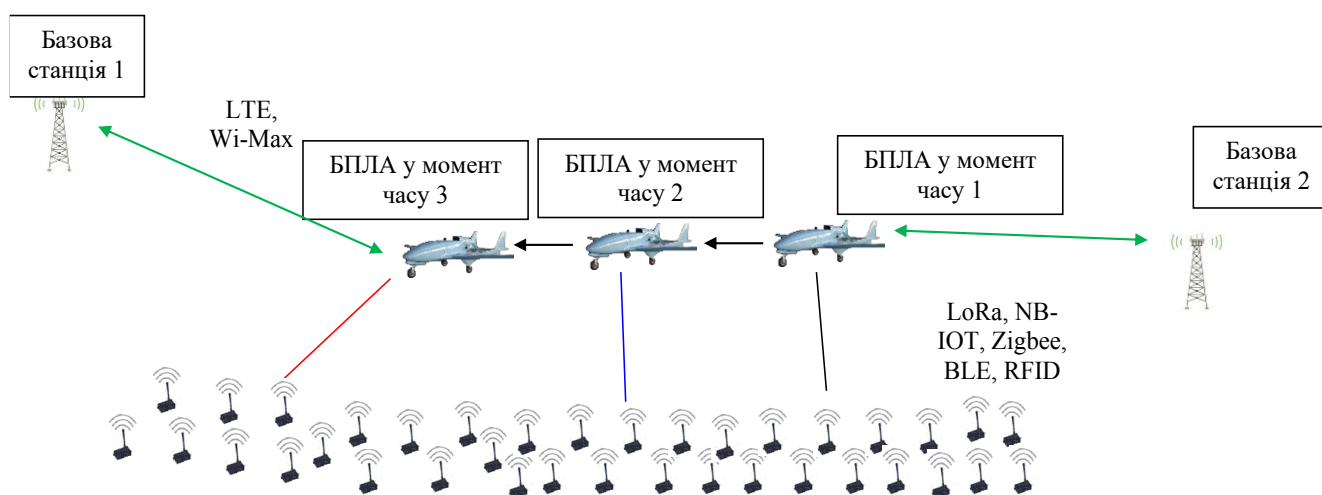 Базова
станція 1
LTE,
Wi-Max
БПЛА у момент
часу 3
БПЛА у момент
часу 2
БПЛА у момент
часу 1
Базова
станція 2
LoRa, NB-
IOT, Zigbee,
BLE, RFID